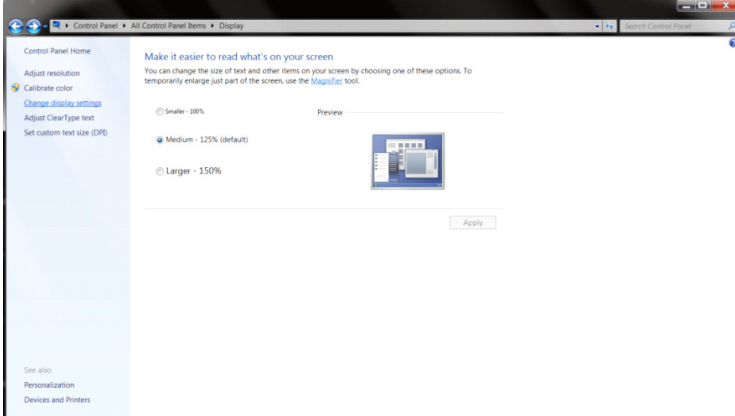 Control Panel ▸ All Control Panel Items ▸ Display
Search Control Panel
Control Panel Home
Adjust resolution
Calibrate color
Change display settings
Adjust ClearType text
Set custom text size (DPI)
Make it easier to read what's on your screen
You can change the size of text and other items on your screen by choosing one of these options. To
temporarily enlarge just part of the screen, use the Magnifier tool.
Smaller - 100%
Medium - 125% (default)
Larger - 150%
Preview
Apply
See also
Personalization
Devices and Printers